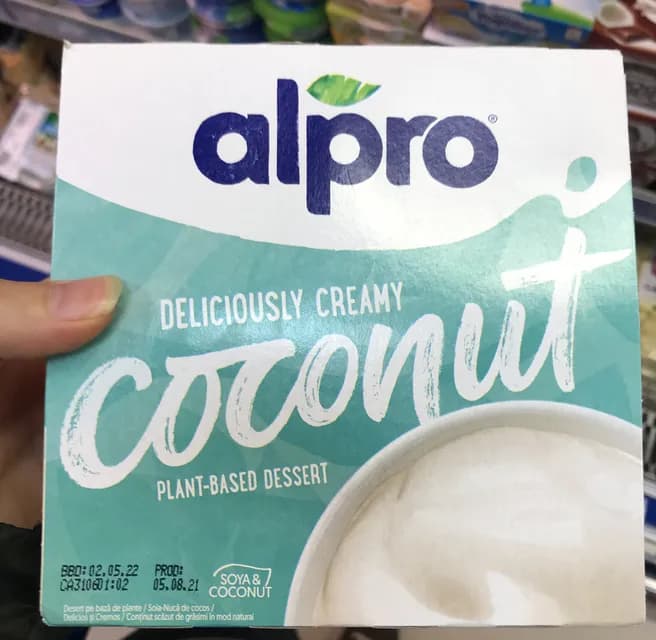 alpro®
DELICIOUSLY CREAMY
coconut
PLANT-BASED DESSERT
BBD: 02.05.22 PROD:
CA310601:02 05.08.21
SOYA &
COCONUT
Desert pe bază de plante / Soia-Nucă de cocos /
Delicios și Cremos / Conținut scăzut de grăsimi în mod natural